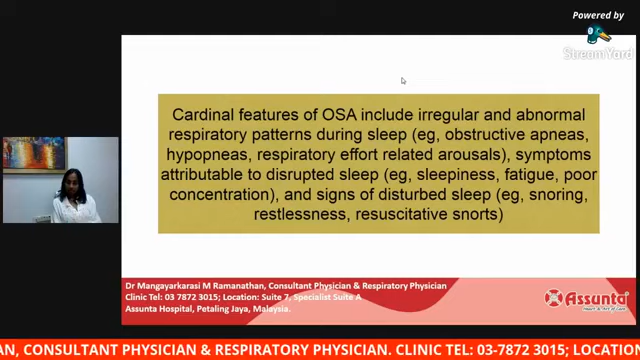 Powered by
StreamYard
Cardinal features of OSA include irregular and abnormal
respiratory patterns during sleep (eg, obstructive apneas,
hypopneas, respiratory effort related arousals), symptoms
attributable to disrupted sleep (eg, sleepiness, fatigue, poor
concentration), and signs of disturbed sleep (eg, snoring,
restlessness, resuscitative snorts)
Dr Mangayarkarasi M Ramanathan, Consultant Physician & Respiratory Physician
Clinic Tel: 03 7872 3015; Location: Suite 7, Specialist Suite A
Assunta Hospital, Petaling Jaya, Malaysia.
Assunta
AN, CONSULTANT PHYSICIAN & RESPIRATORY PHYSICIAN. CLINIC TEL: 03-7872 3015; LOCATION